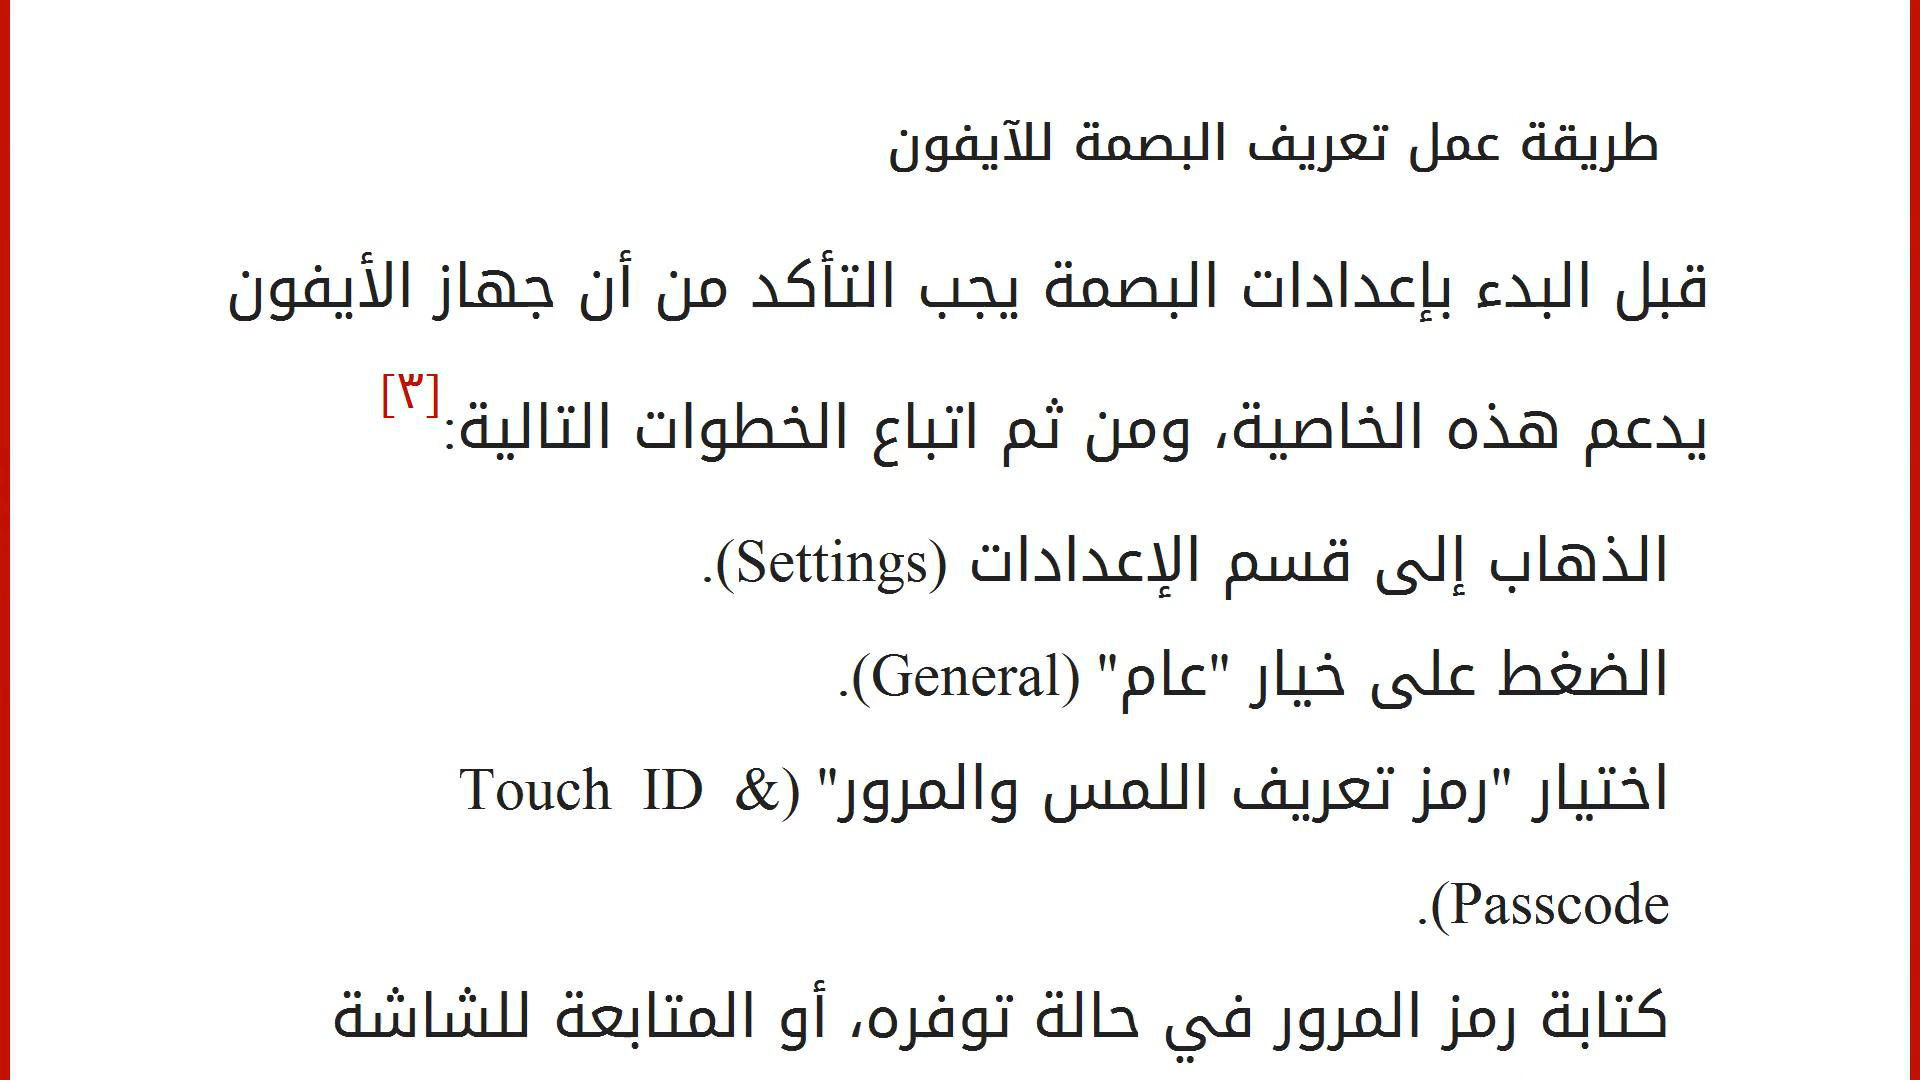 طريقة عمل تعريف البصمة للآيفون
قبل البدء بإعدادات البصمة يجب التأكد من أن جهاز الأيفون
يدعم هذه الخاصية، ومن ثم اتباع الخطوات التالية:[٣]
الذهاب إلى قسم الإعدادات (Settings).
الضغط على خيار "عام" (General).
اختيار "رمز تعريف اللمس والمرور" (Touch ID &
Passcode).
كتابة رمز المرور في حالة توفره، أو المتابعة للشاشة